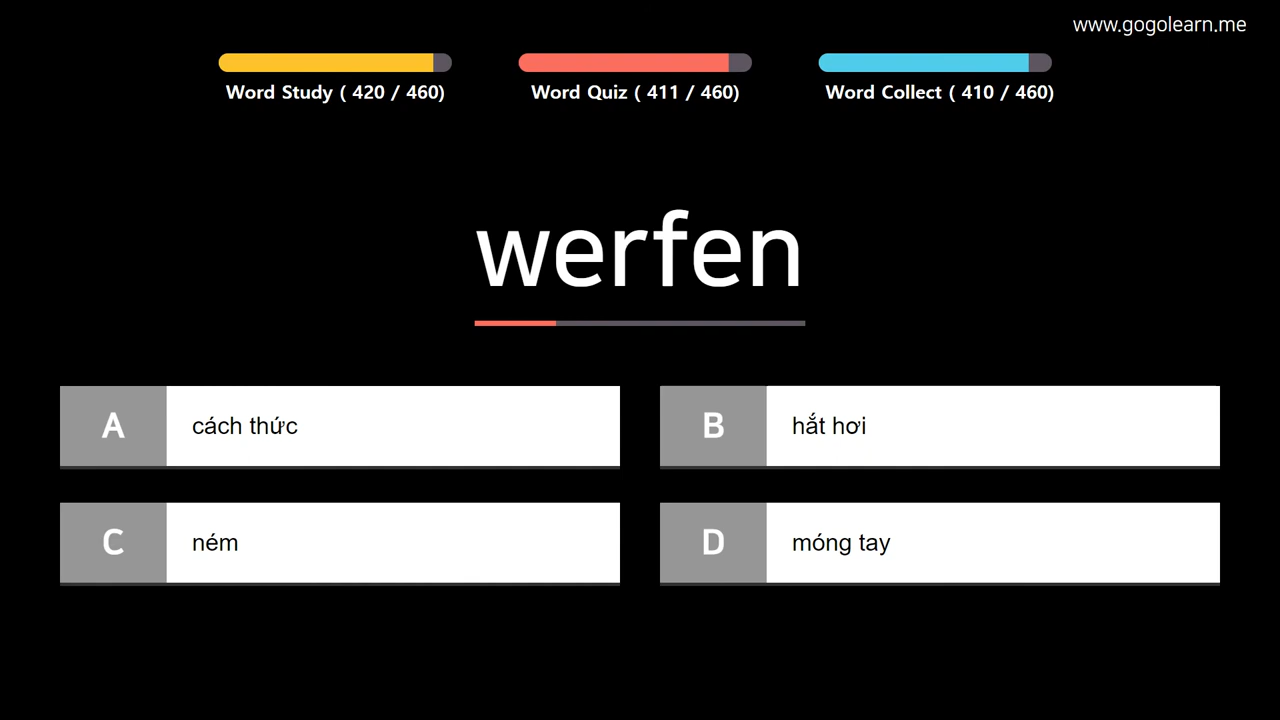 www.gogolearn.me
Word Study ( 420 / 460)
Word Quiz ( 411 / 460)
Word Collect ( 410 / 460)
werfen
A
cách thức
B
hắt hơi
C
ném
D
móng tay